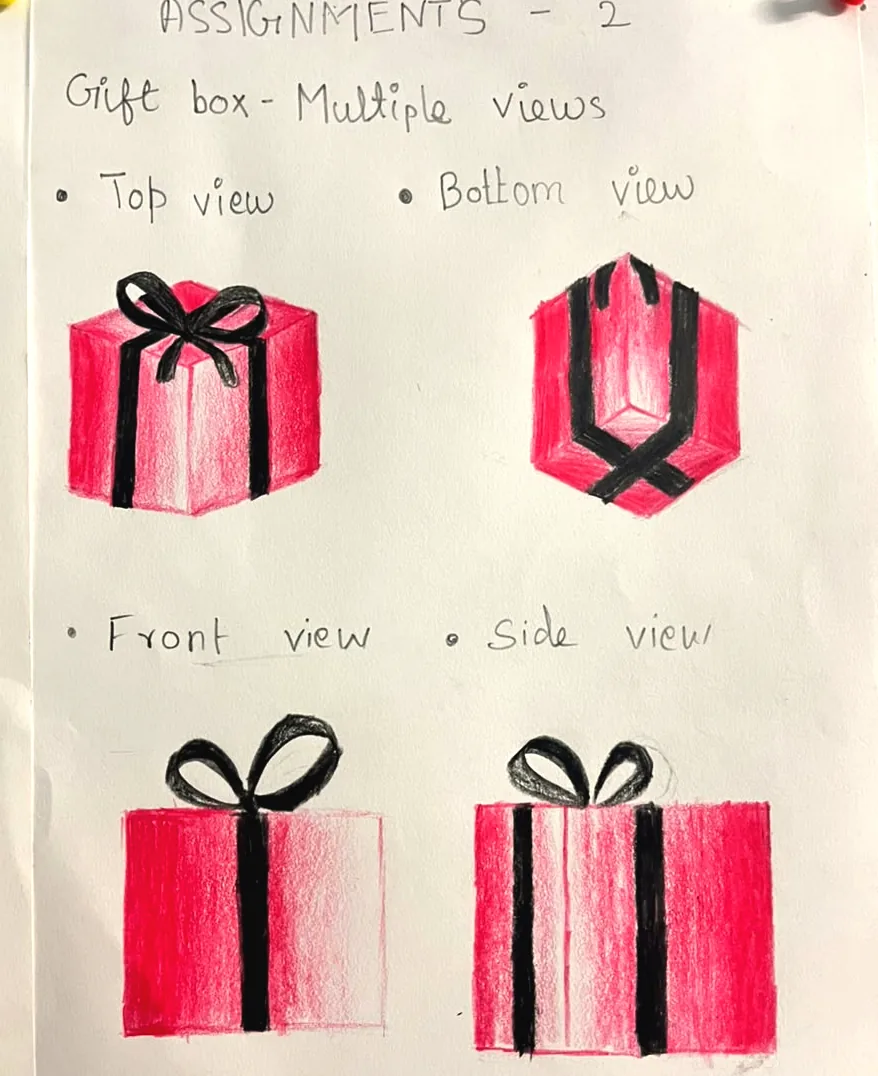 ASSIGNMENTS - 2
Gift box - Multiple views
• Top view
• Bottom view
• Front view
• Side view